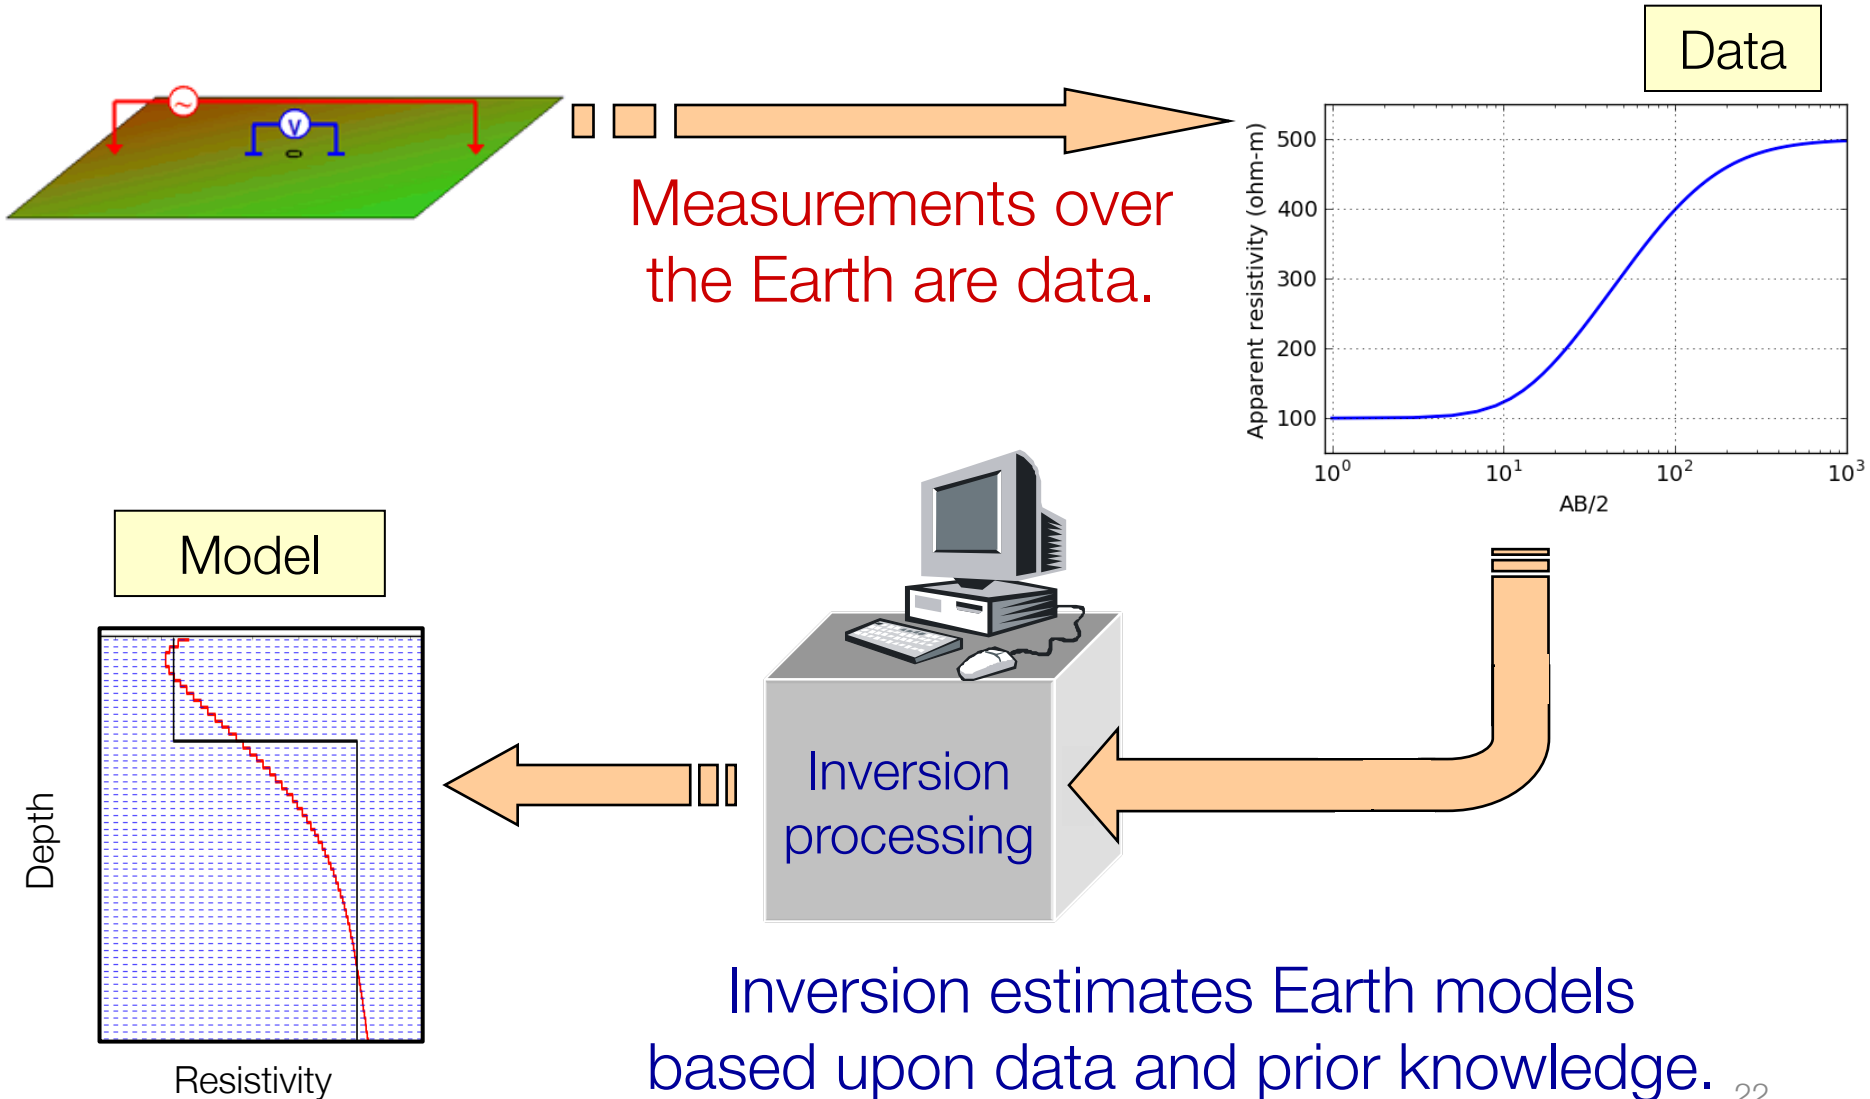 Data
~
V
Measurements over
the Earth are data.
Apparent resistivity (ohm-m)
500
400
300
200
100
10⁰ 10¹ 10² 10³
AB/2
Model
Depth
Resistivity
Inversion
processing
Inversion estimates Earth models
based upon data and prior knowledge.
22